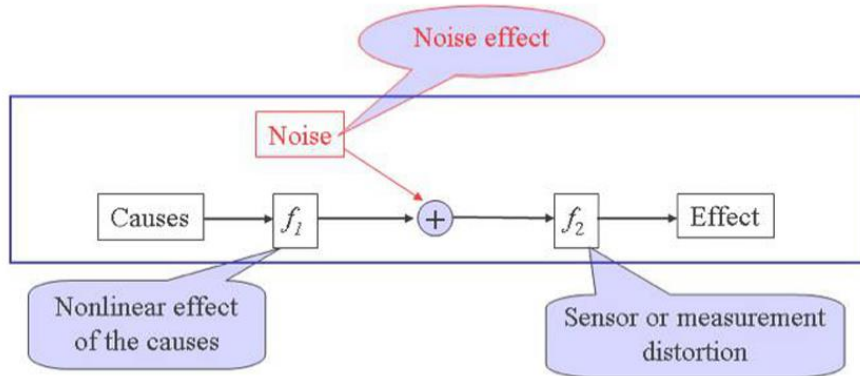 Noise effect
Noise
Causes
f1
+
f2
Effect
Nonlinear effect
of the causes
Sensor or measurement
distortion